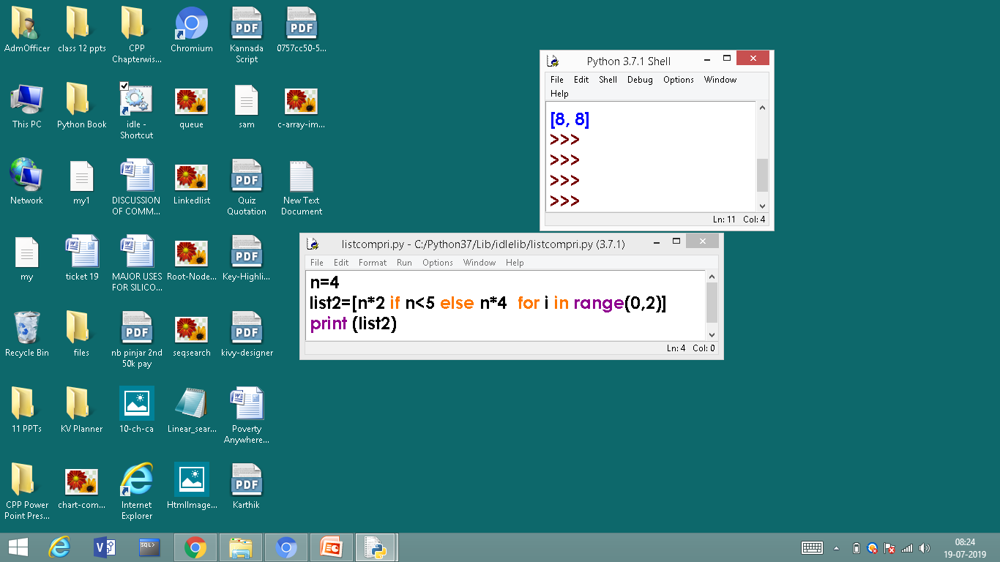 AdmOfficer
class 12 ppts
CPP
Chapterwis...
Chromium
PDF
Kannada
Script
PDF
0757cc50-5...
This PC
Python Book
idle -
Shortcut
queue
sam
c-array-im...
Network
my1
DISCUSSION
OF COMM...
Linkedlist
PDF
Quiz
Quotation
New Text
Document
my
ticket 19
MAJOR USES
FOR SILICO...
Root-Node...
PDF
Key-Highli...
Recycle Bin
files
PDF
nb pinjar 2nd
50k pay
seqsearch
PDF
kivy-designer
11 PPTs
KV Planner
10-ch-ca
Linear_sear...
Poverty
Anywhere...
CPP Power
Point Pres...
chart-com...
Internet
Explorer
HtmlImage...
PDF
Karthik
Python 3.7.1 Shell
File Edit Shell Debug Options Window
Help
[8, 8]
>>>
>>>
>>>
>>>
Ln: 11 Col: 4
listcompri.py - C:/Python37/Lib/idlelib/listcompri.py (3.7.1)
File Edit Format Run Options Window Help
n=4
list2=[n*2 if n<5 else n*4  for i in range(0,2)]
print (list2)
Ln: 4 Col: 0
SQL>
08:24
19-07-2019